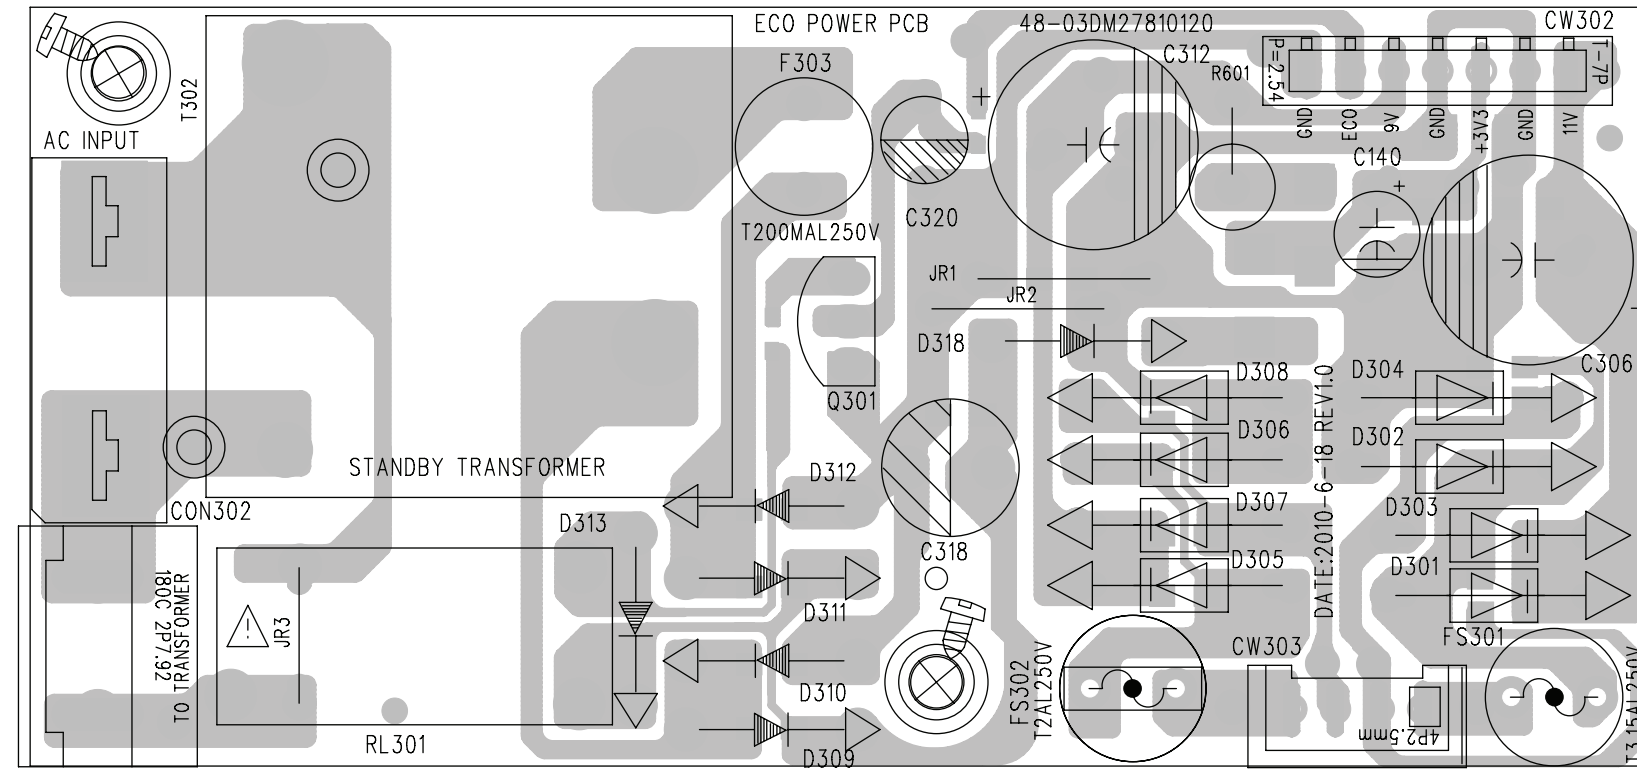 ECO POWER PCB
48-03DM27810120
CW302
F303
C312
R601
P=2.54
T-7P
T302
AC INPUT
GND
ECO
9V
GND
+3V3
GND
11V
C140
+
+
C320
T200MAL250V
JR1
JR2
D318
C306
D308
D304
Q301
D306
D302
STANDBY TRANSFORMER
D312
CON302
D313
D307
D303
DATE:2010-6-18 REV1.0
C318
D305
D301
180C 2P7.92
TO TRANSFORMER
JR3
D311
FS301
CW303
FS302
T2AL250V
D310
4P2.5mm
T3.15AL250V
RL301
D309